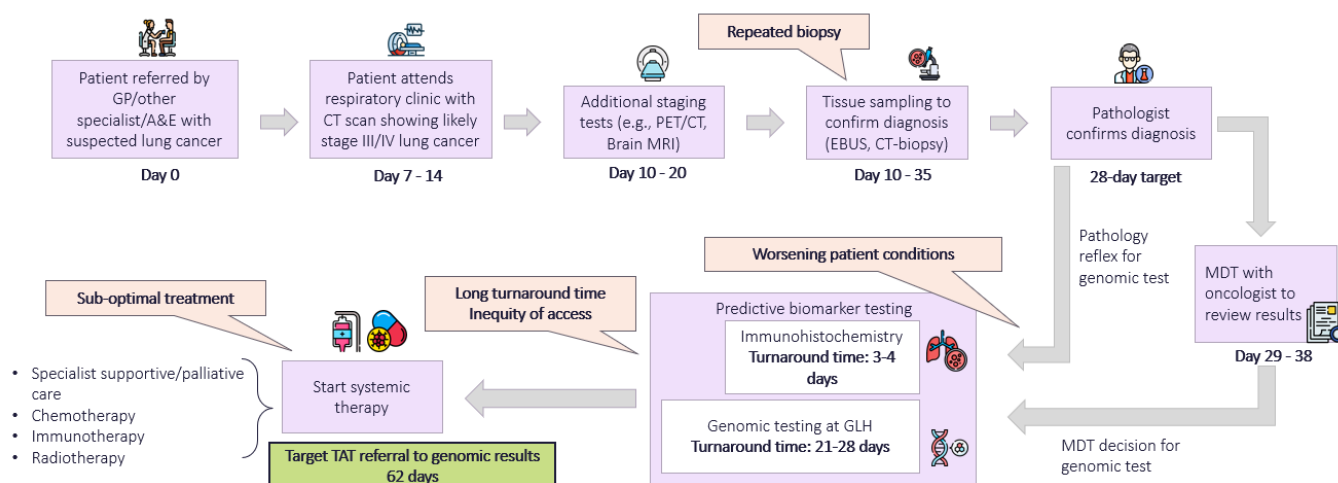 Repeated biopsy
Patient referred by
GP/other
specialist/A&E with
suspected lung cancer
Day 0
Patient attends
respiratory clinic with
CT scan showing likely
stage III/IV lung cancer
Day 7 - 14
Additional staging
tests (e.g., PET/CT,
Brain MRI)
Day 10 - 20
Tissue sampling to
confirm diagnosis
(EBUS, CT-biopsy)
Day 10 - 35
Pathologist
confirms diagnosis
28-day target
Pathology
reflex for
genomic test
MDT with
oncologist to
review results
Day 29 - 38
MDT decision for
genomic test
Worsening patient conditions
Predictive biomarker testing
Immunohistochemistry
Turnaround time: 3-4
days
Genomic testing at GLH
Turnaround time: 21-28 days
Long turnaround time
Inequity of access
Sub-optimal treatment
Start systemic
therapy
• Specialist supportive/palliative
care
• Chemotherapy
• Immunotherapy
• Radiotherapy
Target TAT referral to genomic results
62 days